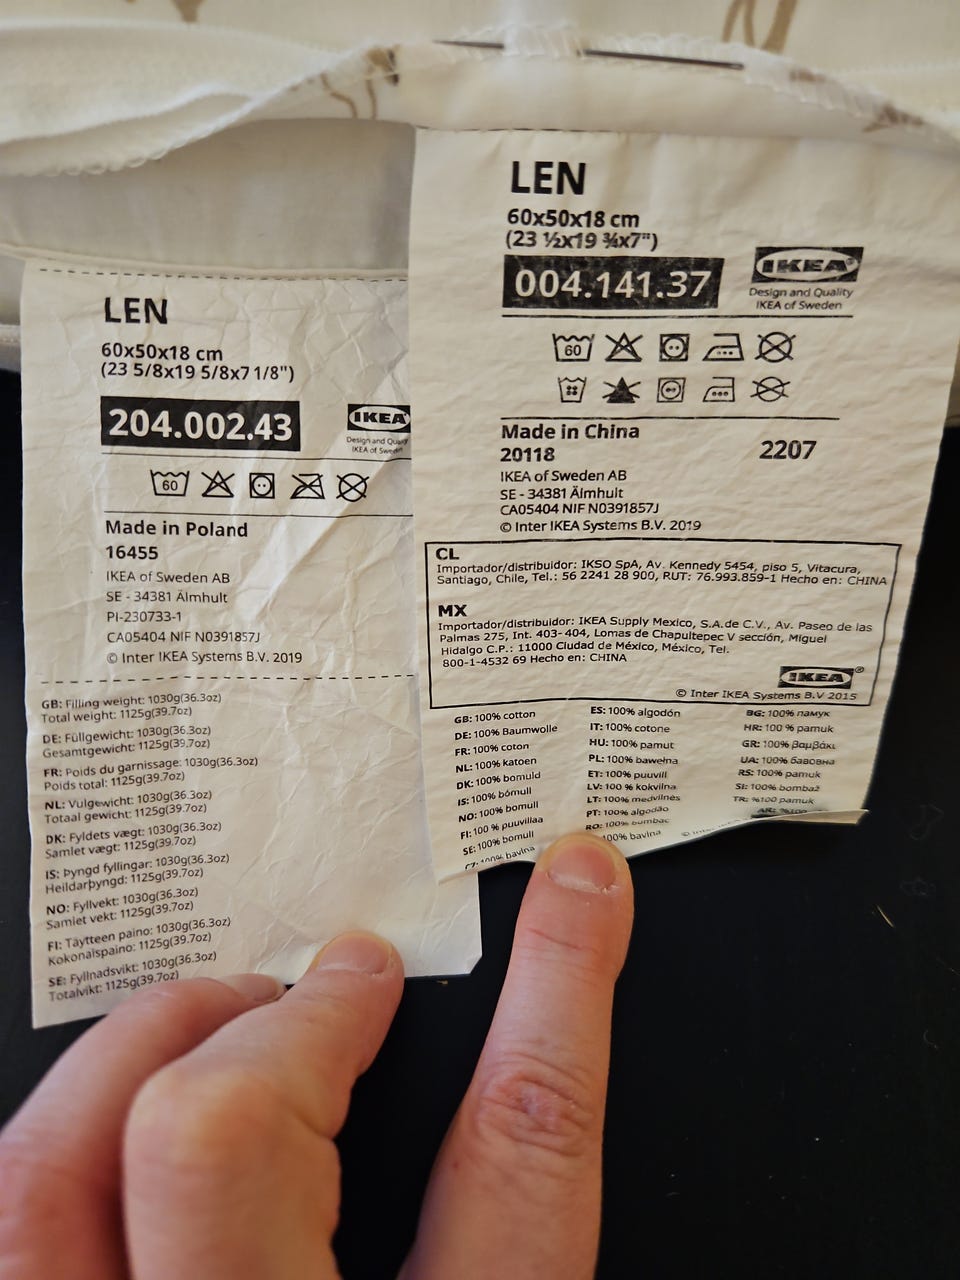 LEN
60x50x18 cm
(23 5/8x19 5/8x7 1/8")
204.002.43
IKEA
Design and Quality
IKEA of Sweden
60
Made in Poland
16455
IKEA of Sweden AB
SE - 34381 Älmhult
PI-230733-1
CA05404 NIF N0391857J
© Inter IKEA Systems B.V. 2019
GB: Filling weight: 1030g(36.3oz)
Total weight: 1125g(39.7oz)
DE: Füllgewicht: 1030g(36.3oz)
Gesamtgewicht: 1125g(39.7oz)
FR: Poids du garnissage: 1030g(36.3oz)
Poids total: 1125g(39.7oz)
NL: Vulgewicht: 1030g(36.3oz)
Totaal gewicht: 1125g(39.7oz)
DK: Fyldets vægt: 1030g(36.3oz)
Samlet vægt: 1125g(39.7oz)
IS: Þyngd fyllingar: 1030g(36.3oz)
Heildarþyngd: 1125g(39.7oz)
NO: Fyllvekt: 1030g(36.3oz)
Samlet vekt: 1125g(39.7oz)
FI: Täytteen paino: 1030g(36.3oz)
Kokonaispaino: 1125g(39.7oz)
SE: Fyllnadsvikt: 1030g(36.3oz)
Totalvikt: 1125g(39.7oz)
LEN
60x50x18 cm
(23 ½x19 ¾x7")
004.141.37
IKEA®
Design and Quality
IKEA of Sweden
60
Made in China
20118
2207
IKEA of Sweden AB
SE - 34381 Älmhult
CA05404 NIF N0391857J
© Inter IKEA Systems B.V. 2019
CL
Importador/distribuidor: IKSO SpA, Av. Kennedy 5454, piso 5, Vitacura,
Santiago, Chile, Tel.: 56 2241 28 900, RUT: 76.993.859-1 Hecho en: CHINA
MX
Importador/distribuidor: IKEA Supply Mexico, S.A.de C.V., Av. Paseo de las
Palmas 275, Int. 403-404, Lomas de Chapultepec V sección, Miguel
Hidalgo C.P.: 11000 Ciudad de México, México, Tel.
800-1-4532 69 Hecho en: CHINA
IKEA®
© Inter IKEA Systems B.V 2015
GB: 100% cotton
DE: 100% Baumwolle
FR: 100% coton
NL: 100% katoen
DK: 100% bomuld
IS: 100% bómull
NO: 100% bomull
FI: 100 % puuvillaa
SE: 100% bomull
CZ: 100% bavlna
ES: 100% algodón
IT: 100% cotone
HU: 100% pamut
PL: 100% bawełna
ET: 100% puuvill
LV: 100 % kokvilna
LT: 100% medvilnės
PT: 100% algodão
RO: 100% bumbac
100% bavlna
BG: 100% памук
HR: 100 % pamuk
GR: 100% βαμβάκι
UA: 100% бавовна
RS: 100% pamuk
SI: 100% bombaž
TR: %100 pamuk
AR: %100